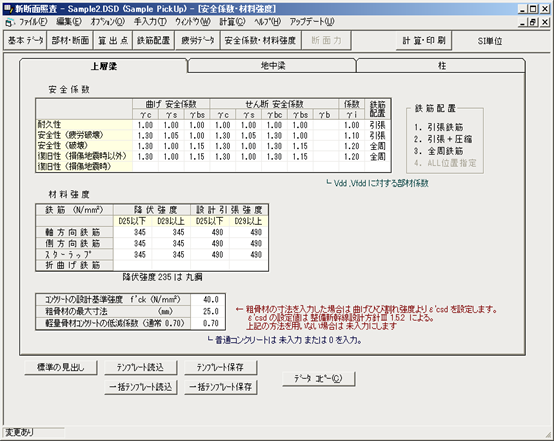 新断面照査 - Sample2.DSD (Sample PickUp) - [安全係数・材料強度]
ファイル(F) 編集(E) オプション(O) 手入力(T) ウィンドウ(W) 計算(C) ヘルプ(H) アップデート(U)
基本データ 部材・断面 算出点 鉄筋配置 疲労データ 安全係数・材料強度 断面力 計算・印刷 SI単位
上層梁 地中梁 柱
安全係数
曲げ 安全係数 せん断 安全係数 係数 鉄筋配置
γc γs γbs γc γs γbc γbs γb γi
耐久性 1.00 1.00 1.00 1.00 1.00 1.00 1.00 1.00 引張
安全性(疲労破壊) 1.30 1.05 1.00 1.30 1.05 1.30 1.10 1.10 引張
安全性(破壊) 1.30 1.00 1.15 1.30 1.00 1.30 1.15 1.20 全周
復旧性(損傷地震時以外) 1.30 1.00 1.15 1.30 1.00 1.30 1.15 1.20 全周
復旧性(損傷地震時)
鉄筋配置
1. 引張鉄筋
2. 引張+圧縮
3. 全周鉄筋
4. ALL位置指定
└ Vdd ,Vfdd に対する部材係数
材料強度
鉄筋(N/mm²) 降伏強度 設計引張強度
D25以下 D29以上 D25以下 D29以上
軸方向鉄筋 345 345 490 490
側方向鉄筋 345 345 490 490
スターラップ 345 345 490 490
折曲げ鉄筋
降伏強度 235 は 丸鋼
コンクリートの設計基準強度 f'ck (N/mm²) 40.0
粗骨材の最大寸法 (mm) 25.0
軽量骨材コンクリートの低減係数(通常 0.70) 0.70
← 粗骨材の寸法を入力した場合は 曲げひび割れ強度よりε'csd を設定します。
ε'csd の設定値は 整備新幹線設計方針Ⅲ 1.5.2 による。
上記の方法を用いない場合は 未入力にします
└ 普通コンクリートは 未入力 または 0 を入力。
標準の見出し テンプレート読込 テンプレート保存 データ コピー(C)
→括テンプレート読込 →括テンプレート保存
変更あり